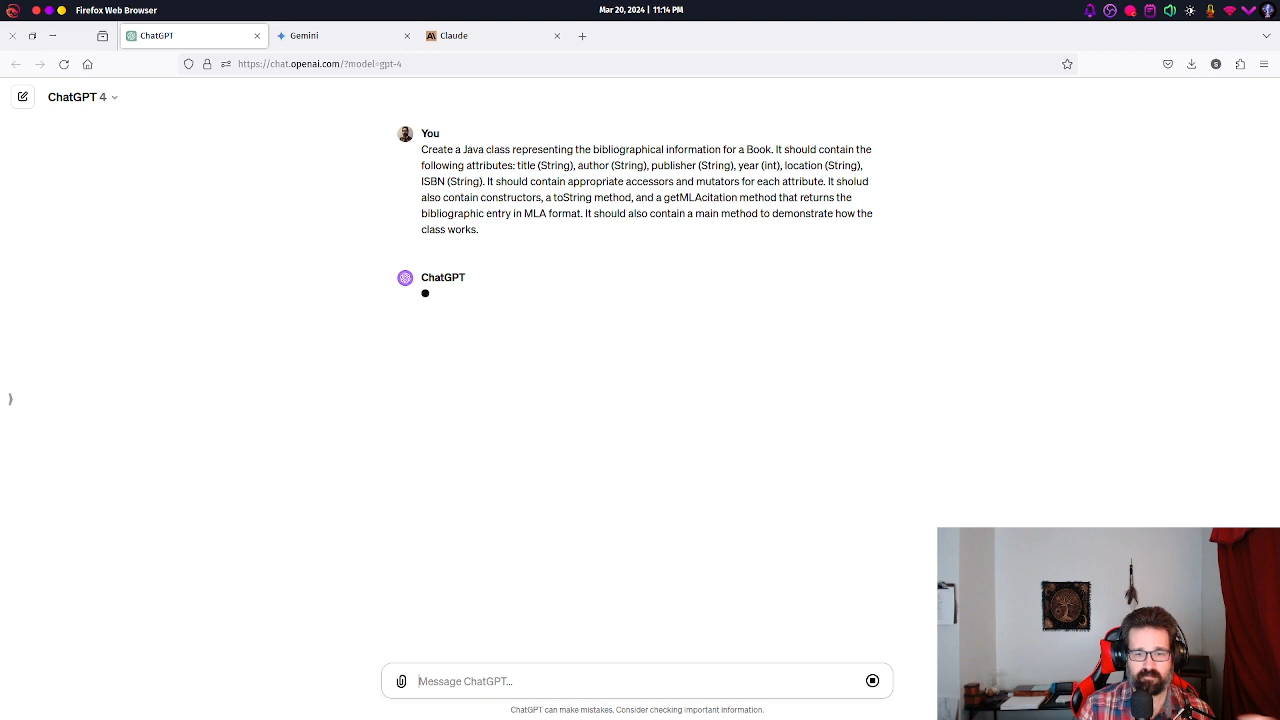 Firefox Web Browser
Mar 20, 2024 | 11:14 PM
ChatGPT
Gemini
Claude
https://chat.openai.com/?model=gpt-4
ChatGPT 4
You
Create a Java class representing the bibliographical information for a Book. It should contain the
following attributes: title (String), author (String), publisher (String), year (int), location (String),
ISBN (String). It should contain appropriate accessors and mutators for each attribute. It sholud
also contain constructors, a toString method, and a getMLAcitation method that returns the
bibliographic entry in MLA format. It should also contain a main method to demonstrate how the
class works.
ChatGPT
Message ChatGPT...
ChatGPT can make mistakes. Consider checking important information.